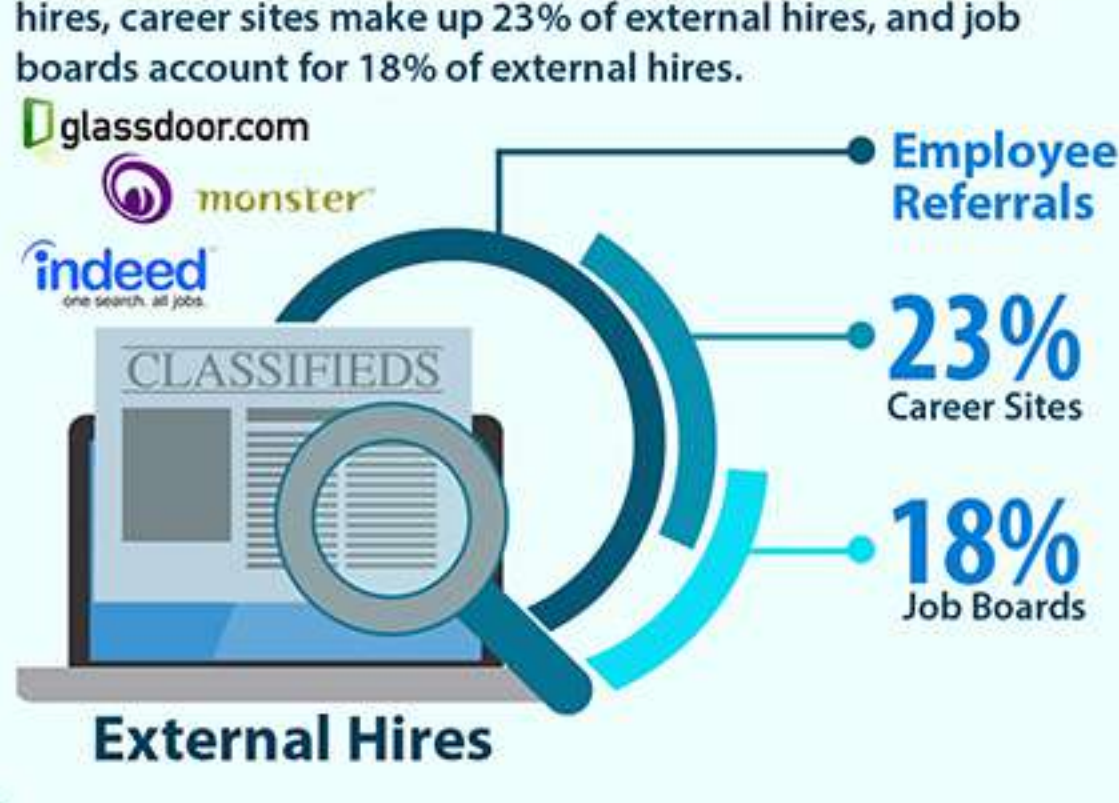 hires, career sites make up 23% of external hires, and job
boards account for 18% of external hires.
glassdoor.com
monster
indeed
one search. all jobs.
CLASSIFIEDS
Employee
Referrals
23%
Career Sites
18%
Job Boards
External Hires